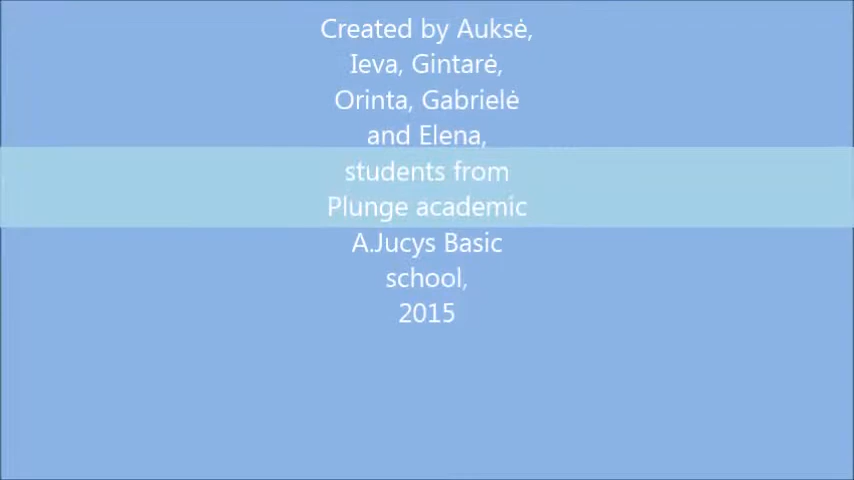 Created by Auksė,
Ieva, Gintarė,
Orinta, Gabrielė
and Elena,
students from
Plunge academic
A.Jucys Basic
school,
2015